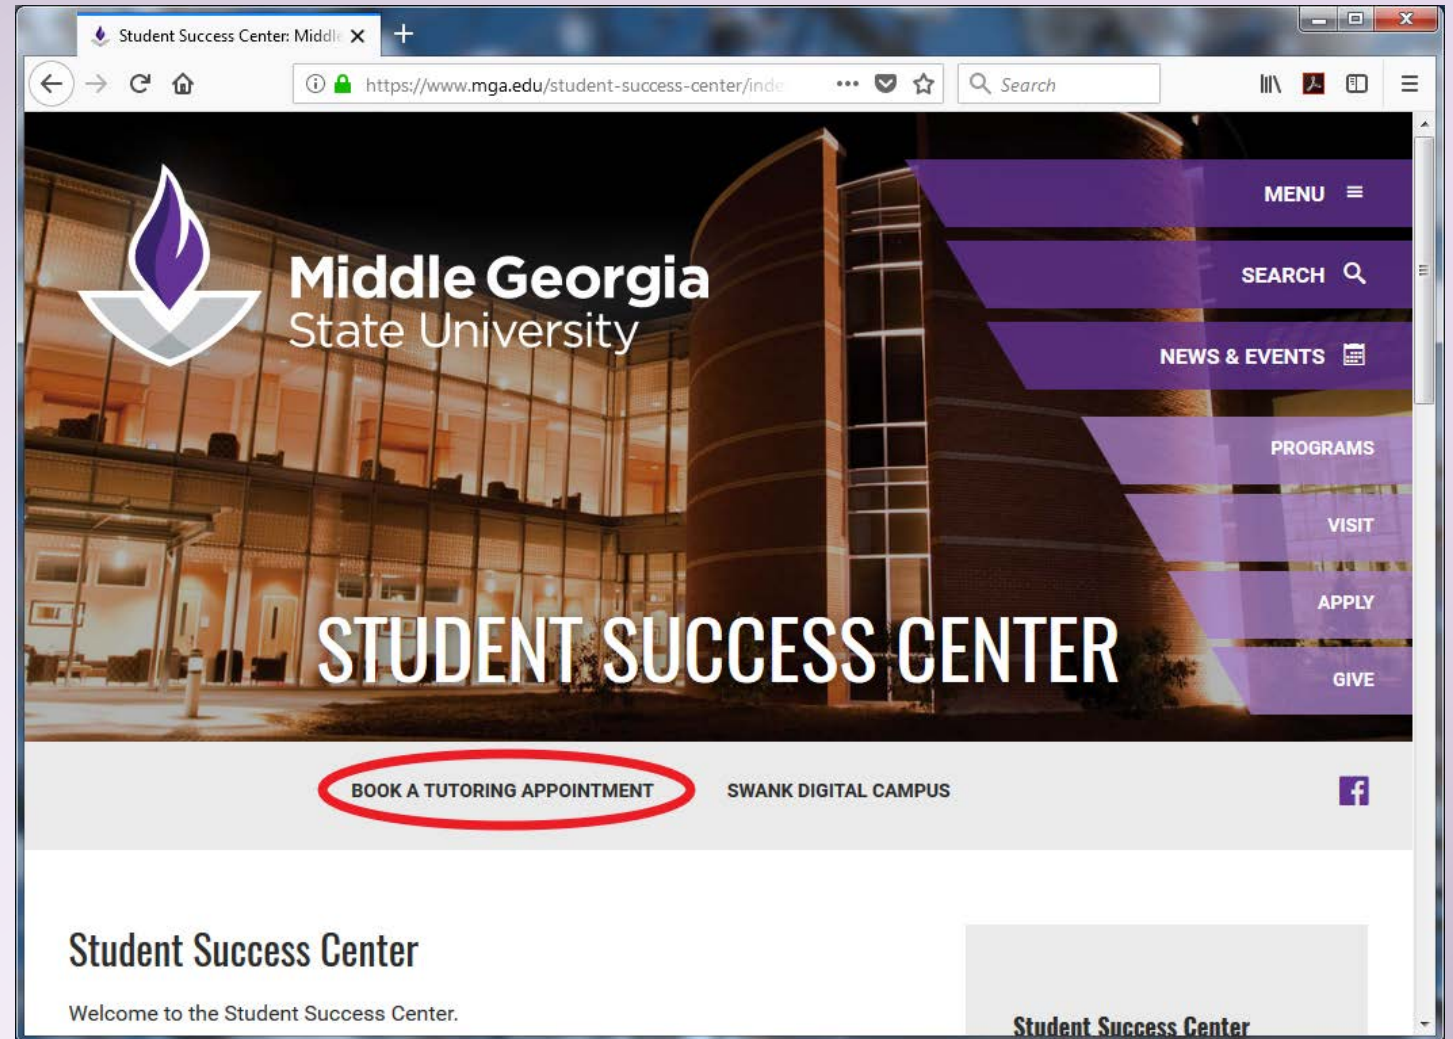 Student Success Center: Middle
https://www.mga.edu/student-success-center/inde
Search
Middle Georgia
State University
MENU
SEARCH
NEWS & EVENTS
PROGRAMS
VISIT
APPLY
GIVE
STUDENT SUCCESS CENTER
BOOK A TUTORING APPOINTMENT
SWANK DIGITAL CAMPUS
Student Success Center
Welcome to the Student Success Center.
Student Success Center